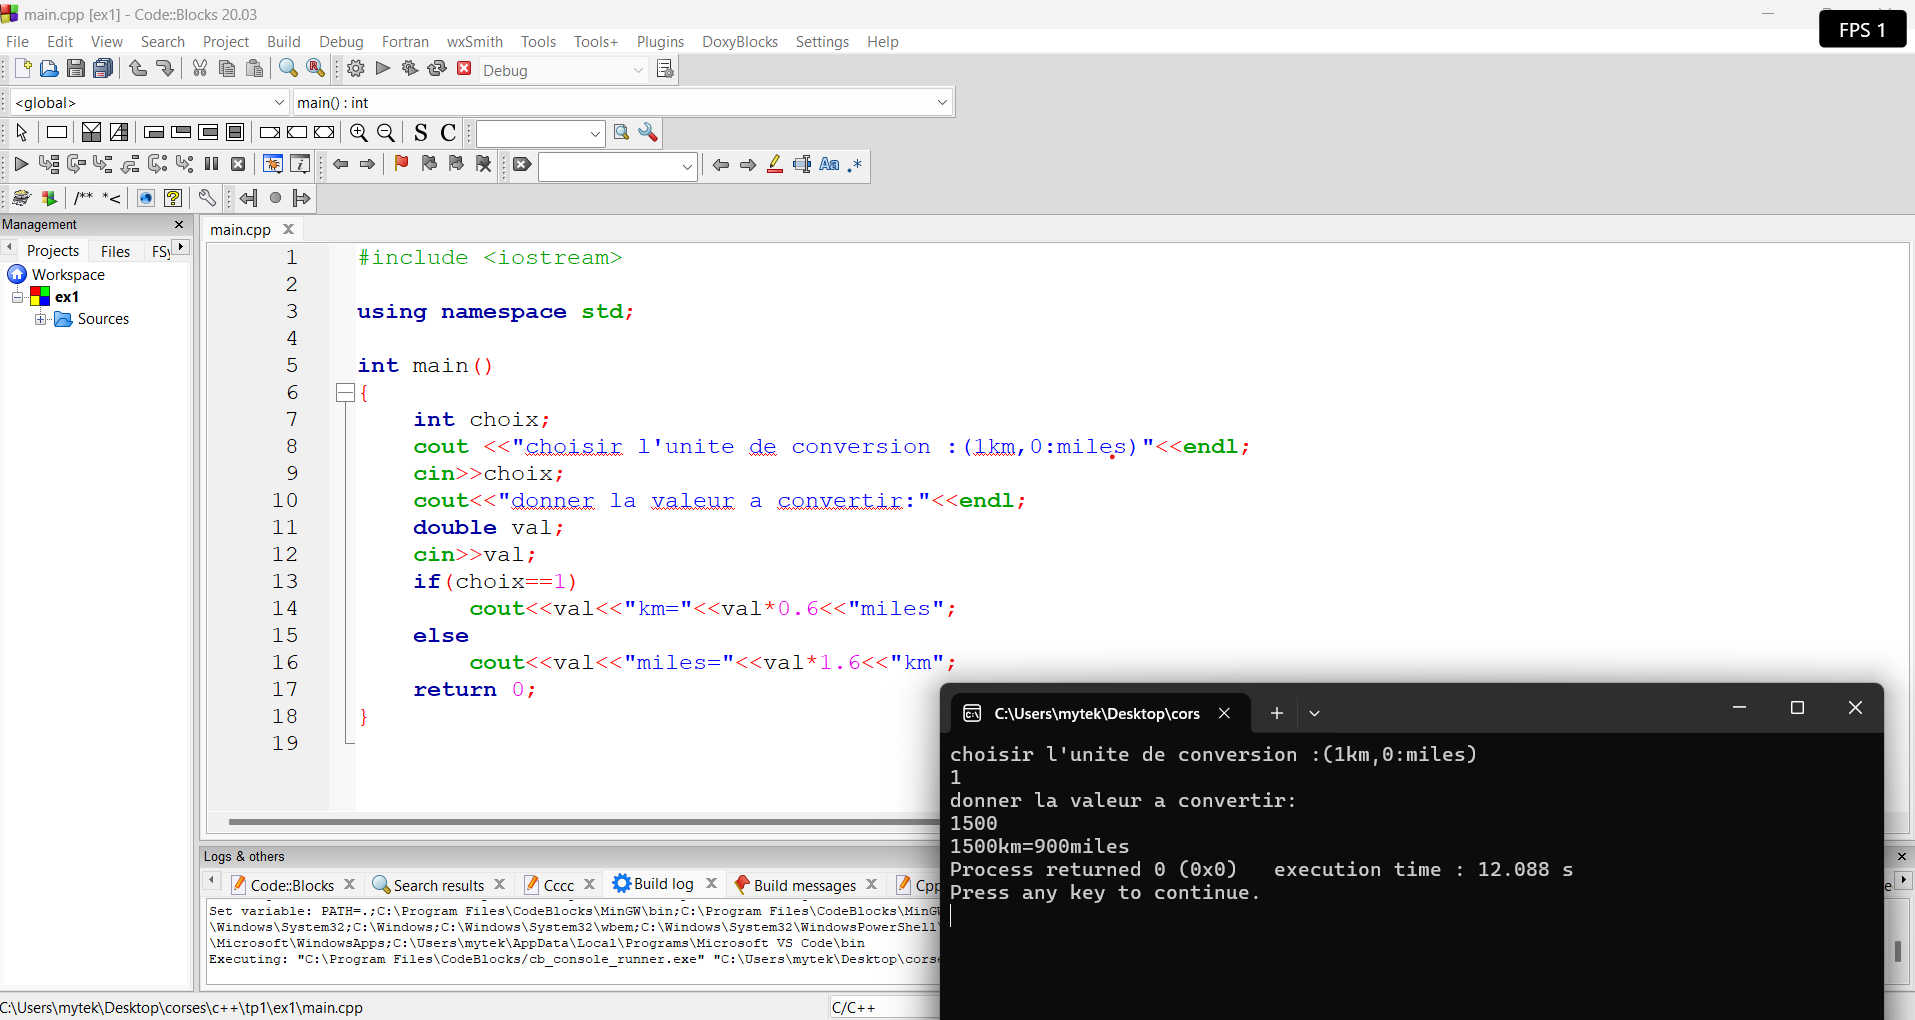 main.cpp [ex1] - Code::Blocks 20.03
FPS 1
File Edit View Search Project Build Debug Fortran wxSmith Tools Tools+ Plugins DoxyBlocks Settings Help
Debug
<global> main() : int
S C
Aa .*
/** *<
Management
Projects Files FSy
Workspace
ex1
Sources
main.cpp
1 #include <iostream>
2
3 using namespace std;
4
5 int main()
6 {
7 int choix;
8 cout <<"choisir l'unite de conversion :(1km,0:miles)"<<endl;
9 cin>>choix;
10 cout<<"donner la valeur a convertir:"<<endl;
11 double val;
12 cin>>val;
13 if(choix==1)
14 cout<<val<<"km="<<val*0.6<<"miles";
15 else
16 cout<<val<<"miles="<<val*1.6<<"km";
17 return 0;
18 }
19
Logs & others
Code::Blocks Search results Cccc Build log Build messages Cpp
Set variable: PATH=.;C:\Program Files\CodeBlocks\MinGW\bin;C:\Program Files\CodeBlocks\MinGW
\Windows\System32;C:\Windows;C:\Windows\System32\wbem;C:\Windows\System32\WindowsPowerShell\
\Microsoft\WindowsApps;C:\Users\mytek\AppData\Local\Programs\Microsoft VS Code\bin
Executing: "C:\Program Files\CodeBlocks/cb_console_runner.exe" "C:\Users\mytek\Desktop\corse
C:\Users\mytek\Desktop\corses\c++\tp1\ex1\main.cpp
C/C++
C:\Users\mytek\Desktop\cors
choisir l'unite de conversion :(1km,0:miles)
1
donner la valeur a convertir:
1500
1500km=900miles
Process returned 0 (0x0) execution time : 12.088 s
Press any key to continue.